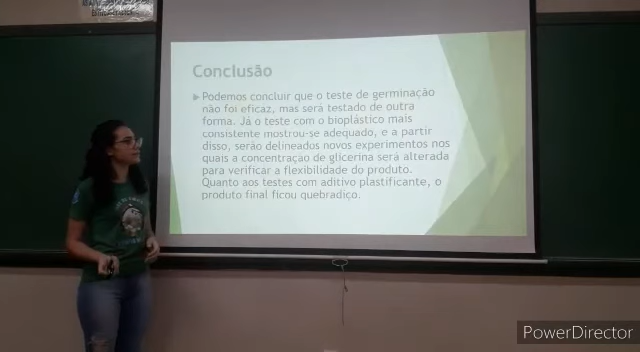 Conclusão
Podemos concluir que o teste de germinação
não foi eficaz, mas será testado de outra
forma. Já o teste com o bioplástico mais
consistente mostrou-se adequado, e a partir
disso, serão delineados novos experimentos nos
quais a concentração de glicerina será alterada
para verificar a flexibilidade do produto.
Quanto aos testes com aditivo plastificante, o
produto final ficou quebradiço.
PowerDirector